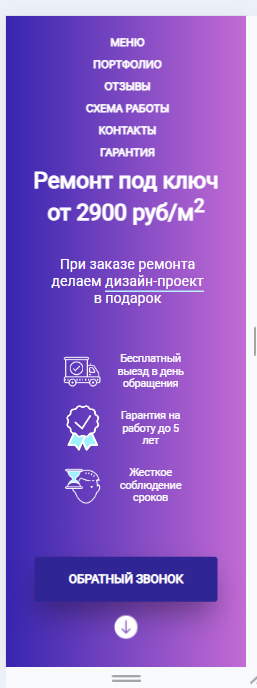 МЕНЮ
ПОРТФОЛИО
ОТЗЫВЫ
СХЕМА РАБОТЫ
КОНТАКТЫ
ГАРАНТИЯ
Ремонт под ключ
от 2900 руб/м²
При заказе ремонта
делаем дизайн-проект
в подарок
Бесплатный
выезд в день
обращения
Гарантия на
работу до 5
лет
Жесткое
соблюдение
сроков
ОБРАТНЫЙ ЗВОНОК